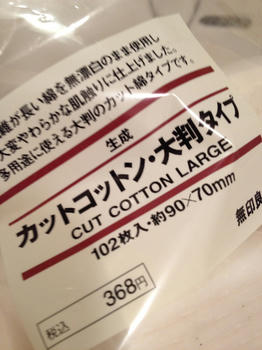 繊維が長い綿を無漂白のまま使用し
大変やわらかな肌触りに仕上げました。
多用途に使える大判のカット綿タイプです。
生成
カットコットン・大判タイプ
CUT COTTON LARGE
102枚入・約90×70mm
無印良
税込 368円